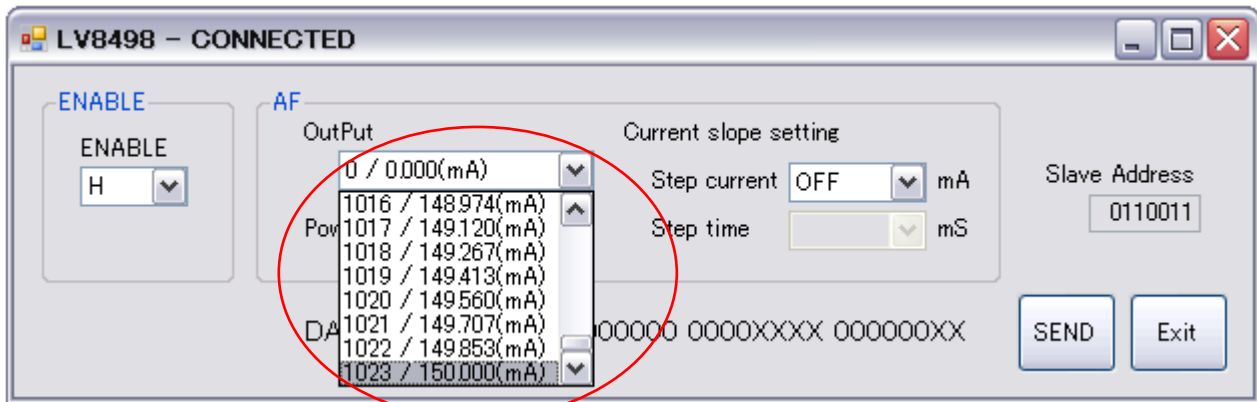 LV8498 - CONNECTED
ENABLE
AF
ENABLE
OutPut
Current slope setting
H
0 / 0.000(mA)
Step current
OFF
mA
Slave Address
0110011
1016 / 148.974(mA)
1017 / 149.120(mA)
1018 / 149.267(mA)
1019 / 149.413(mA)
1020 / 149.560(mA)
1021 / 149.707(mA)
1022 / 149.853(mA)
1023 / 150.000(mA)
Step time
mS
0000XXXX 000000XX
SEND
Exit